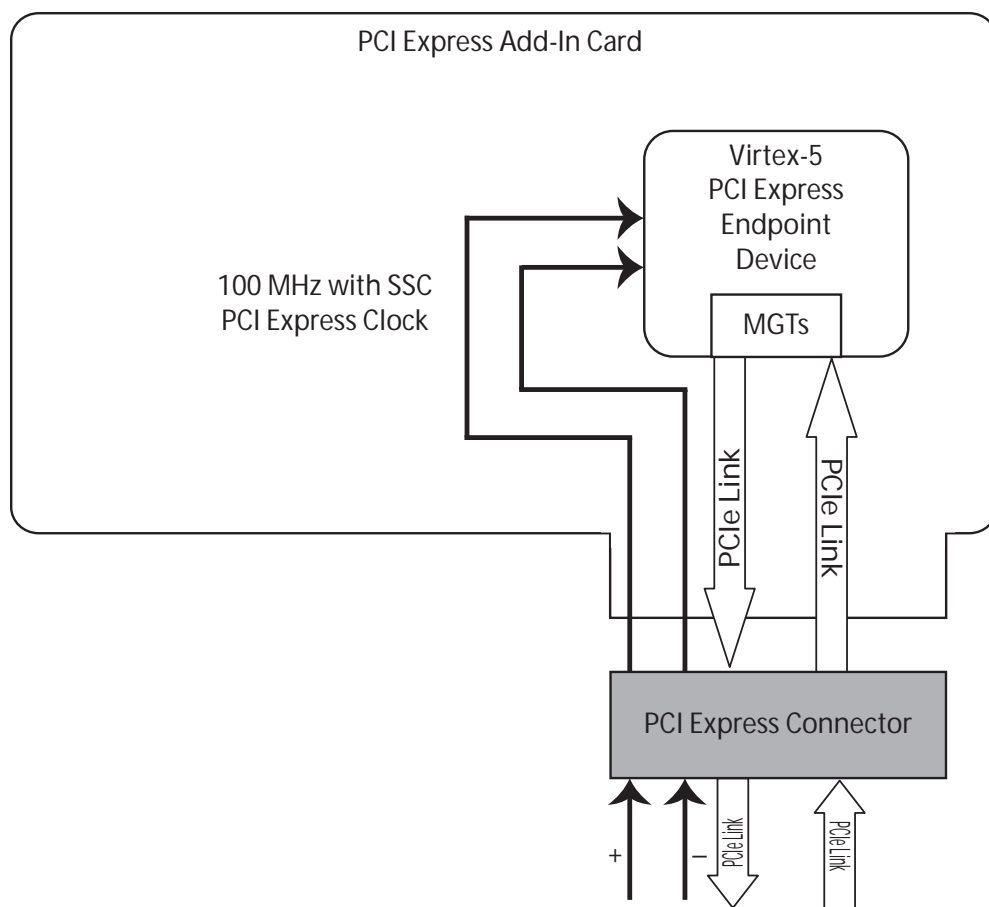 PCI Express Add-In Card
Virtex-5
PCI Express
Endpoint
Device
MGTs
100 MHz with SSC
PCI Express Clock
PCIe Link
PCIe Link
PCI Express Connector
+
–
PCIe Link
PCIe Link